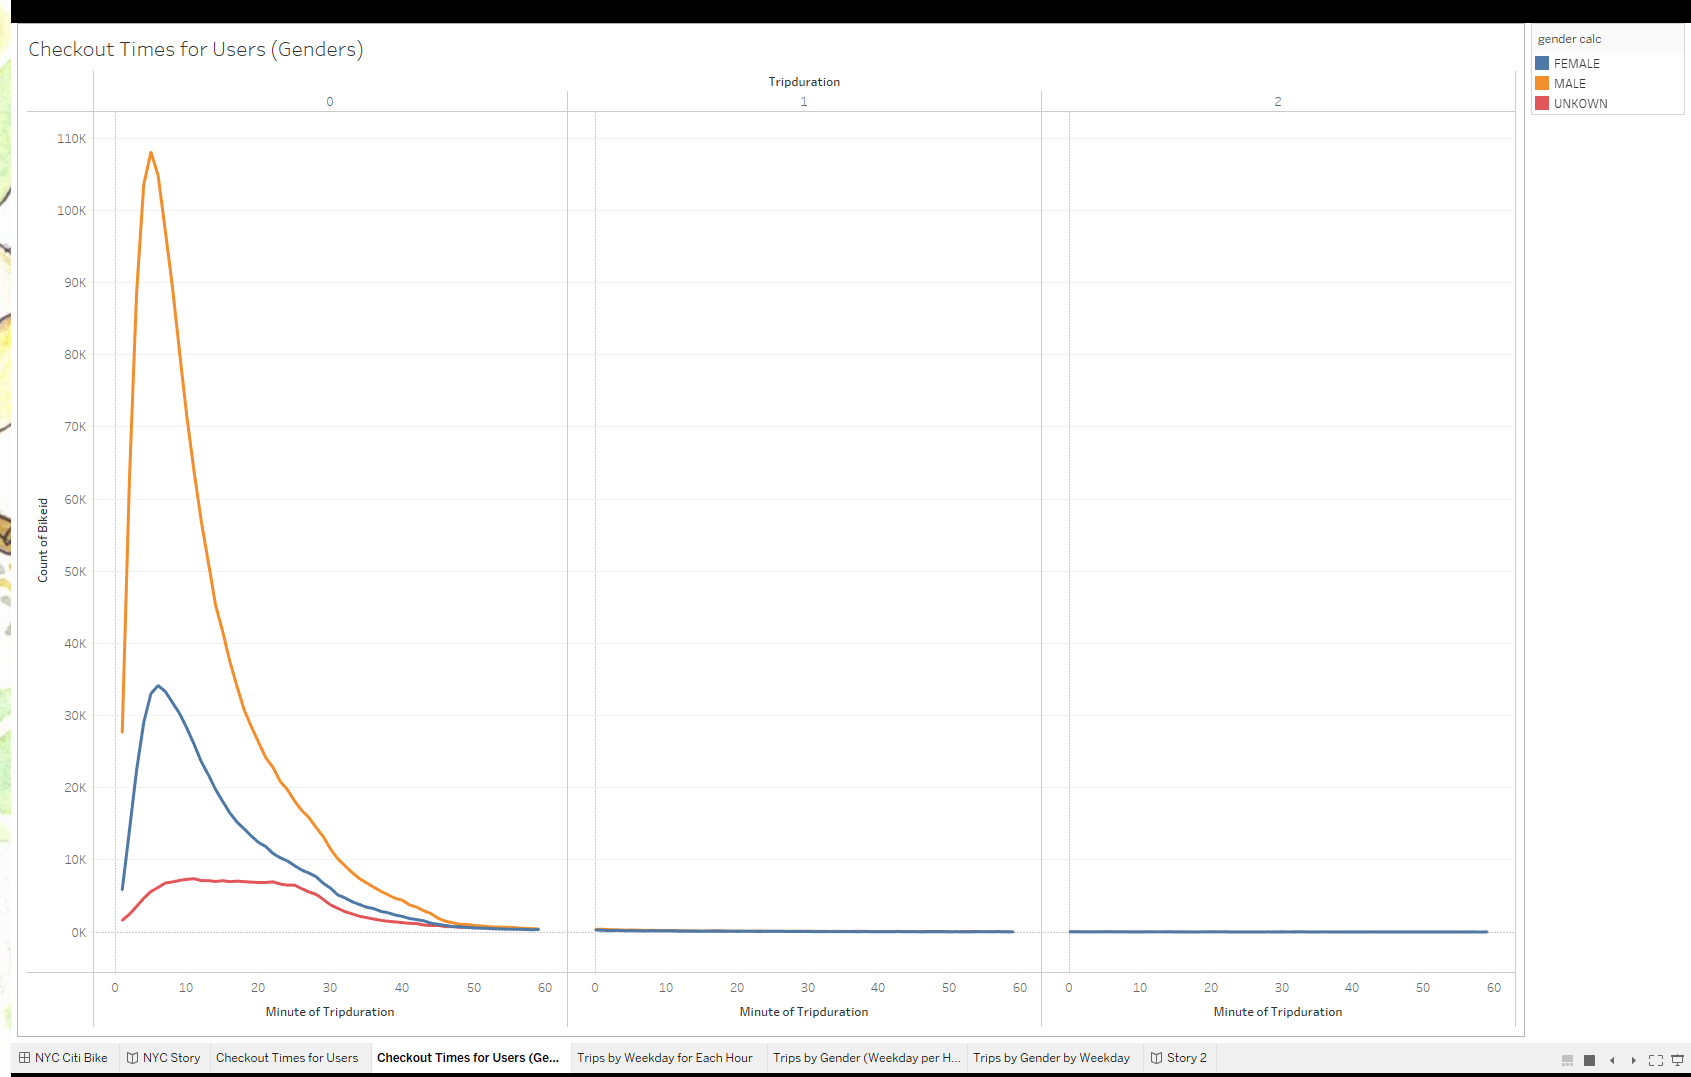 Checkout Times for Users (Genders)
gender calc
FEMALE
MALE
UNKOWN
Tripduration
0 1 2
110K
100K
90K
80K
70K
60K
50K
40K
30K
20K
10K
0K
Count of Bikeid
0 10 20 30 40 50 60 0 10 20 30 40 50 60 0 10 20 30 40 50 60
Minute of Tripduration Minute of Tripduration Minute of Tripduration
NYC Citi Bike NYC Story Checkout Times for Users Checkout Times for Users (Ge... Trips by Weekday for Each Hour Trips by Gender (Weekday per H... Trips by Gender by Weekday Story 2